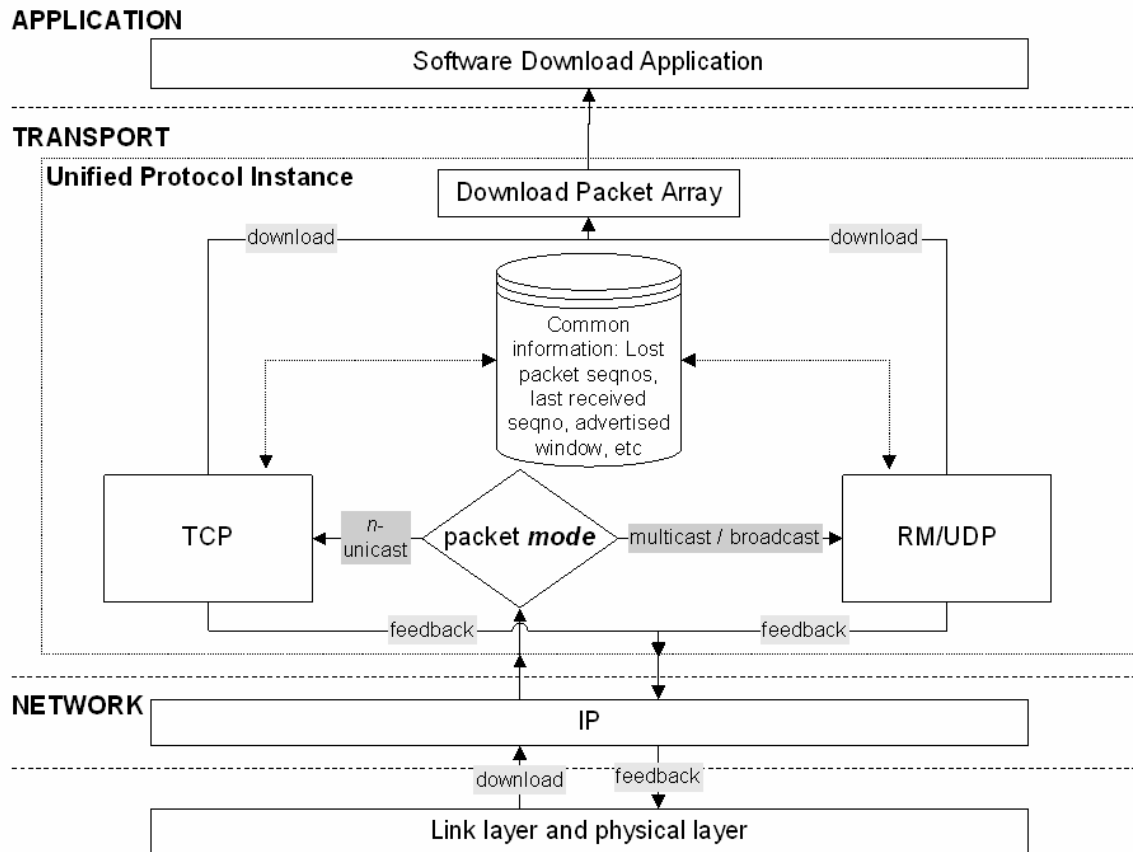 APPLICATION
Software Download Application
TRANSPORT
Unified Protocol Instance
Download Packet Array
download
download
Common
information: Lost
packet seqnos,
last received
seqno, advertised
window, etc
TCP
n-
unicast
packet mode
multicast / broadcast
RM/UDP
feedback
feedback
NETWORK
IP
download
feedback
Link layer and physical layer